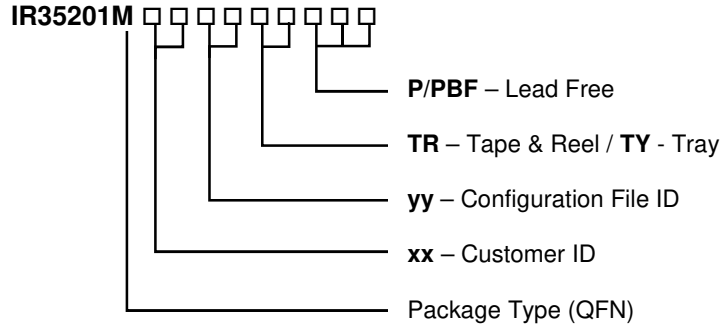 IR35201M □ □ □ □ □ □ □ □ □
P/PBF – Lead Free
TR – Tape & Reel / TY - Tray
yy – Configuration File ID
xx – Customer ID
Package Type (QFN)